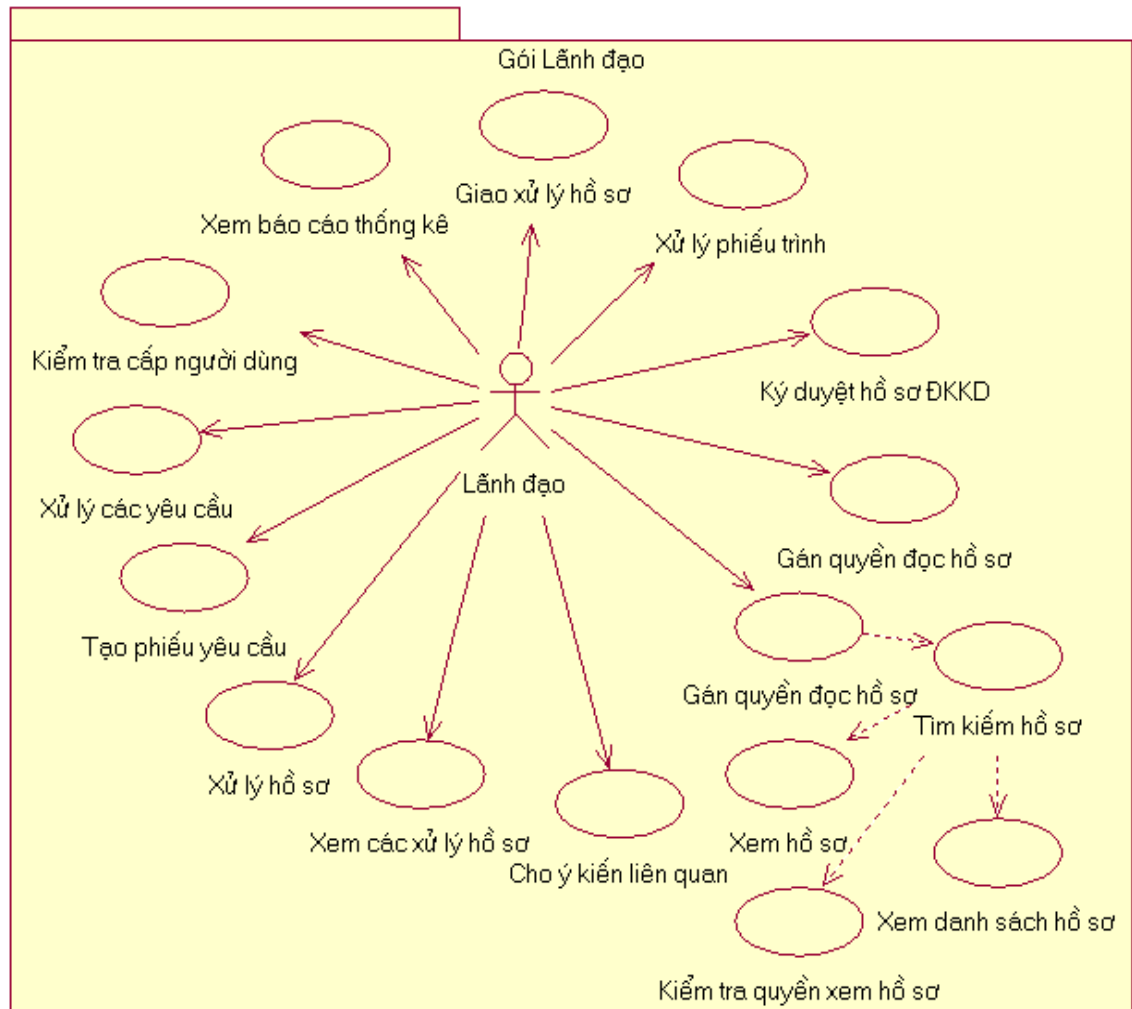 Gói Lãnh đạo
Giao xử lý hồ sơ
Xem báo cáo thống kê
Xử lý phiếu trình
Kiểm tra cấp người dùng
Ký duyệt hồ sơ ĐKKD
Lãnh đạo
Xử lý các yêu cầu
Gán quyền đọc hồ sơ
Tạo phiếu yêu cầu
Gán quyền đọc hồ sơ
Tìm kiếm hồ sơ
Xử lý hồ sơ
Xem các xử lý hồ sơ
Cho ý kiến liên quan
Xem hồ sơ
Xem danh sách hồ sơ
Kiểm tra quyền xem hồ sơ